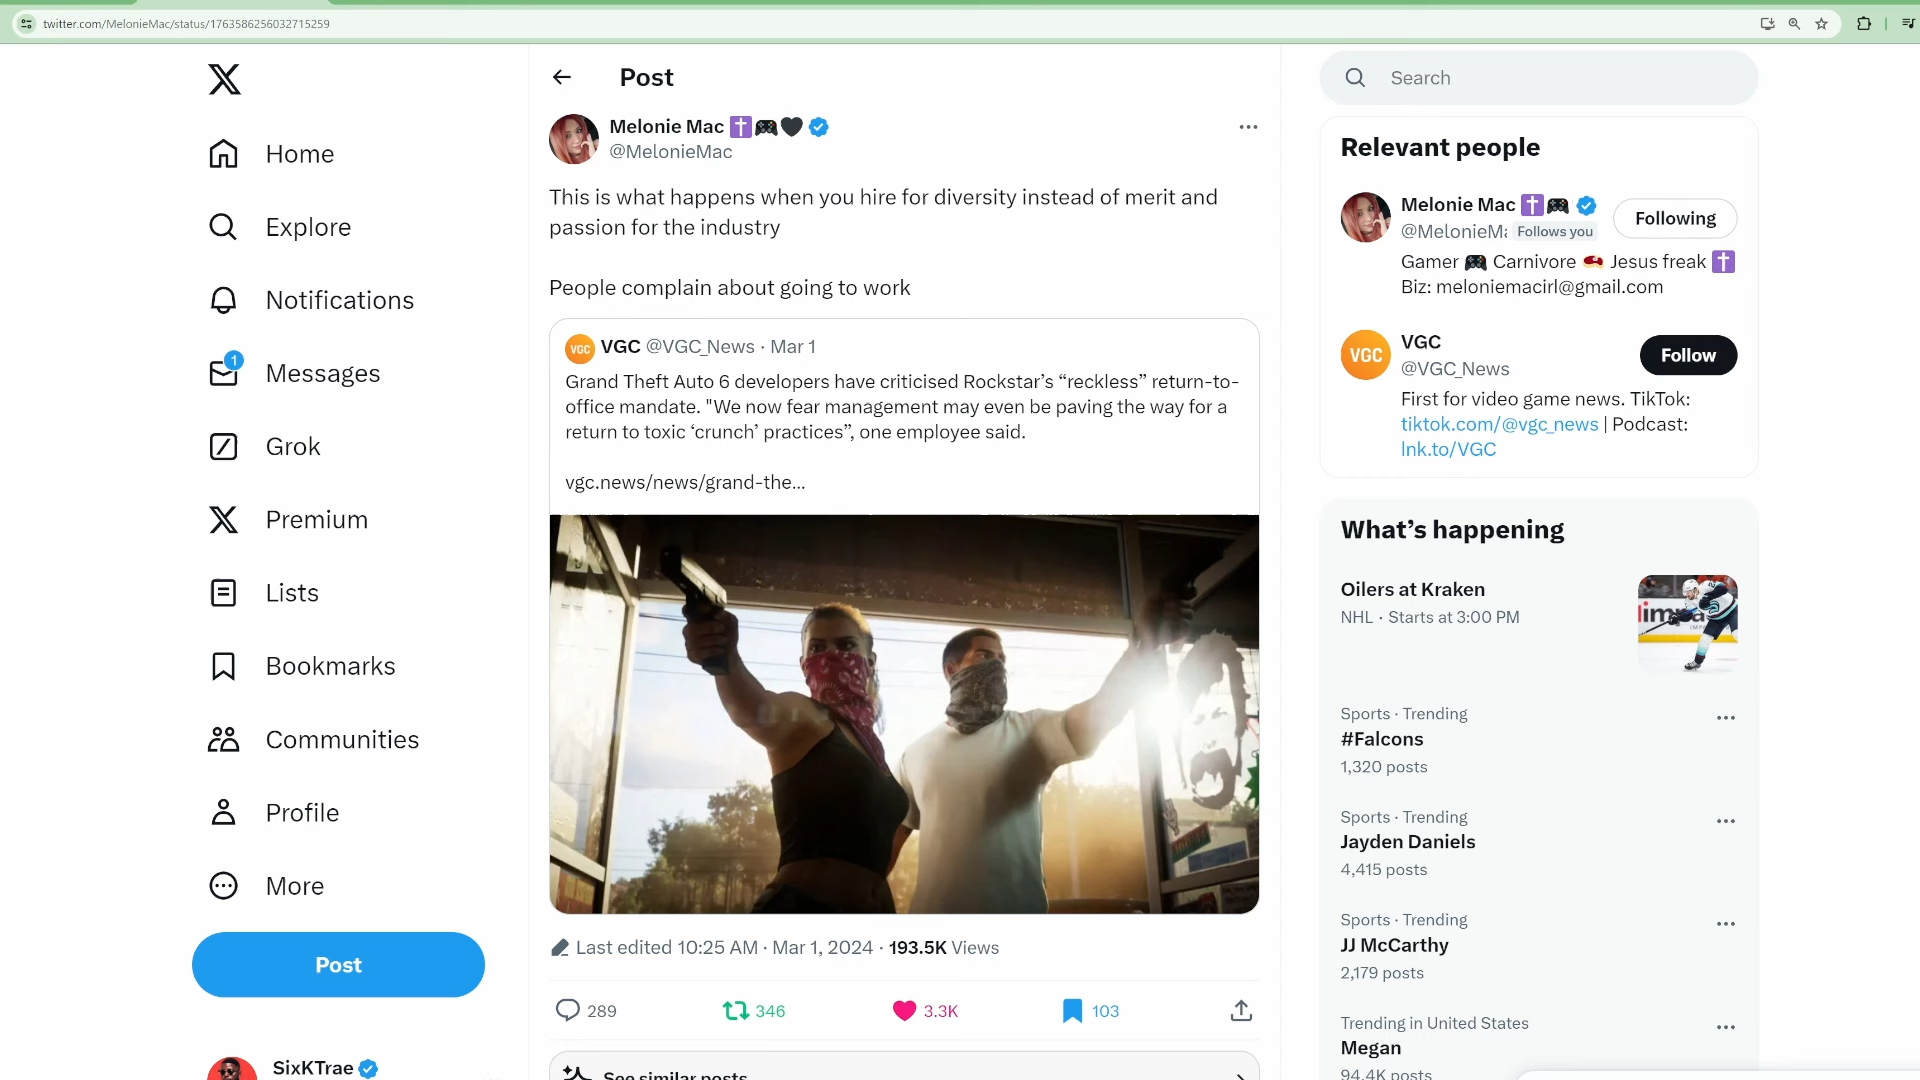 twitter.com/MelonieMac/status/1763586256032715259
Home
Explore
Notifications
1
Messages
Grok
Premium
Lists
Bookmarks
Communities
Profile
More
Post
SixKTrae
Post
Melonie Mac
@MelonieMac
This is what happens when you hire for diversity instead of merit and
passion for the industry
People complain about going to work
VGC VGC @VGC_News · Mar 1
Grand Theft Auto 6 developers have criticised Rockstar’s “reckless” return-to-
office mandate. "We now fear management may even be paving the way for a
return to toxic ‘crunch’ practices”, one employee said.
vgc.news/news/grand-the...
Last edited 10:25 AM · Mar 1, 2024 · 193.5K Views
289 346 3.3K 103
See similar posts
Search
Relevant people
Melonie Mac
@MelonieMa Follows you
Following
Gamer Carnivore Jesus freak
Biz: meloniemacirl@gmail.com
VGC
VGC
@VGC_News
Follow
First for video game news. TikTok:
tiktok.com/@vgc_news | Podcast:
lnk.to/VGC
What’s happening
Oilers at Kraken
NHL · Starts at 3:00 PM
Sports · Trending
#Falcons
1,320 posts
Sports · Trending
Jayden Daniels
4,415 posts
Sports · Trending
JJ McCarthy
2,179 posts
Trending in United States
Megan
94.4K posts